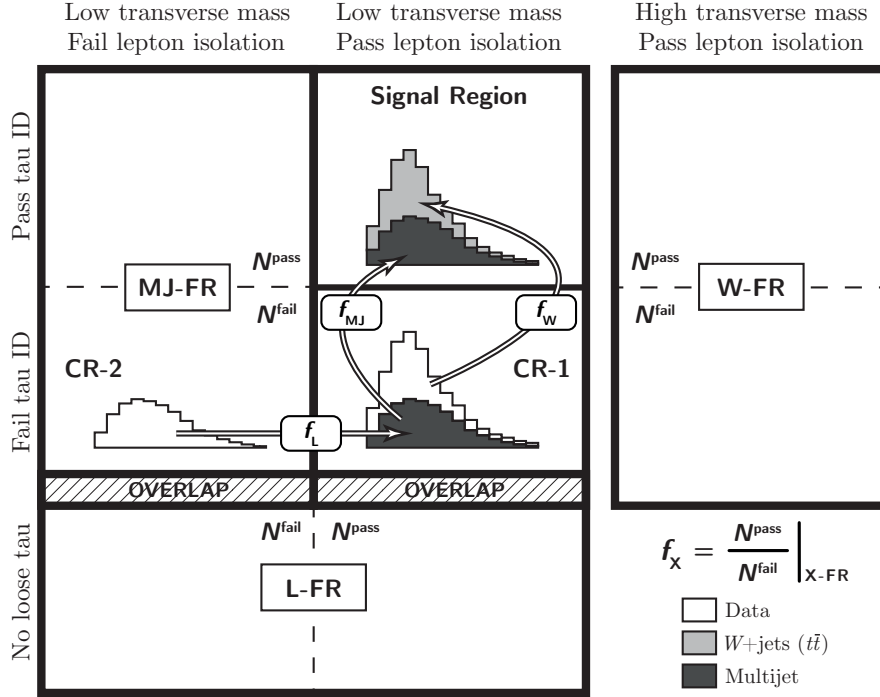 Low transverse mass
Fail lepton isolation
Low transverse mass
Pass lepton isolation
High transverse mass
Pass lepton isolation
Pass tau ID
Fail tau ID
No loose tau
Signal Region
MJ-FR
N^pass
N^fail
f_MJ
f_W
W-FR
N^pass
N^fail
CR-2
CR-1
f_L
OVERLAP
OVERLAP
N^fail
N^pass
L-FR
f_X = N^pass / N^fail |_X-FR
Data
W+jets (tt̄)
Multijet